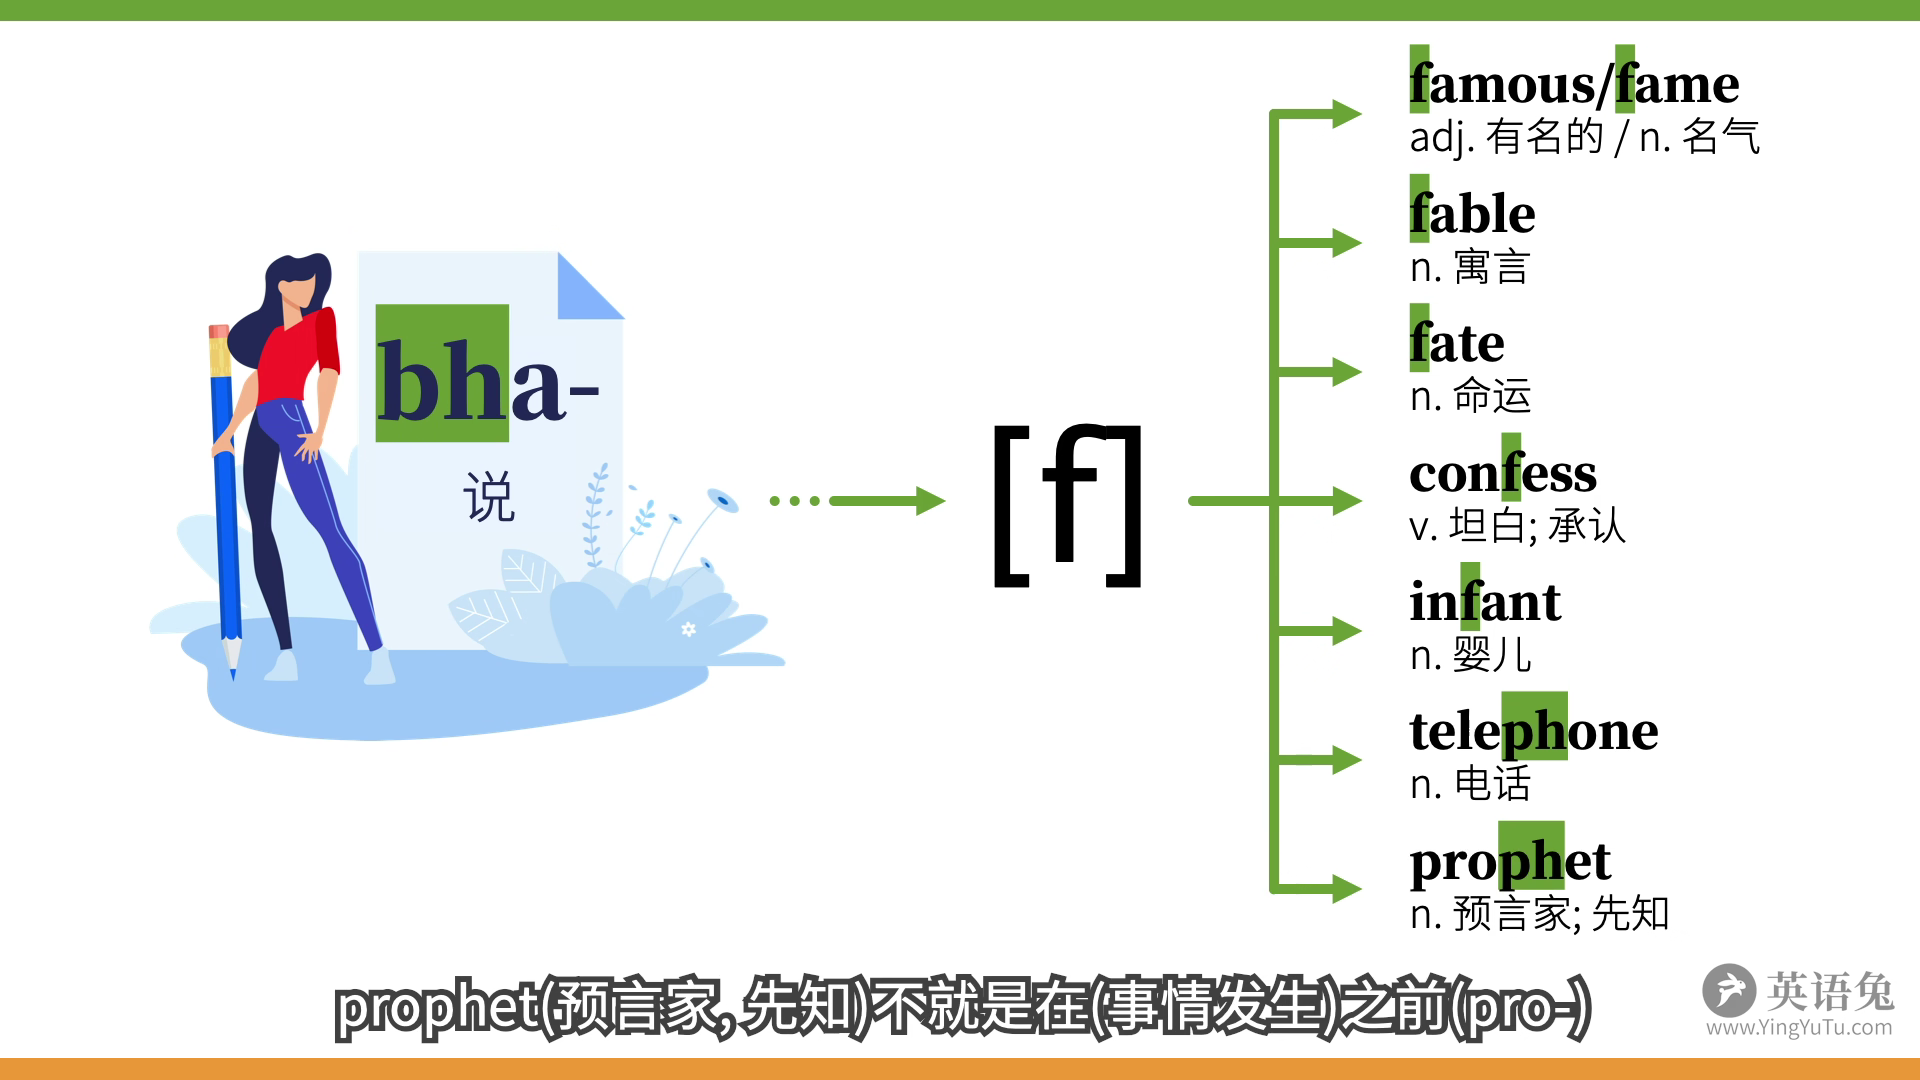 bha-
说
[f]
famous/fame
adj. 有名的 / n. 名气
fable
n. 寓言
fate
n. 命运
confess
v. 坦白; 承认
infant
n. 婴儿
telephone
n. 电话
prophet
n. 预言家; 先知
prophet(预言家, 先知)不就是在(事情发生)之前(pro-)
英语兔
www.YingYuTu.com